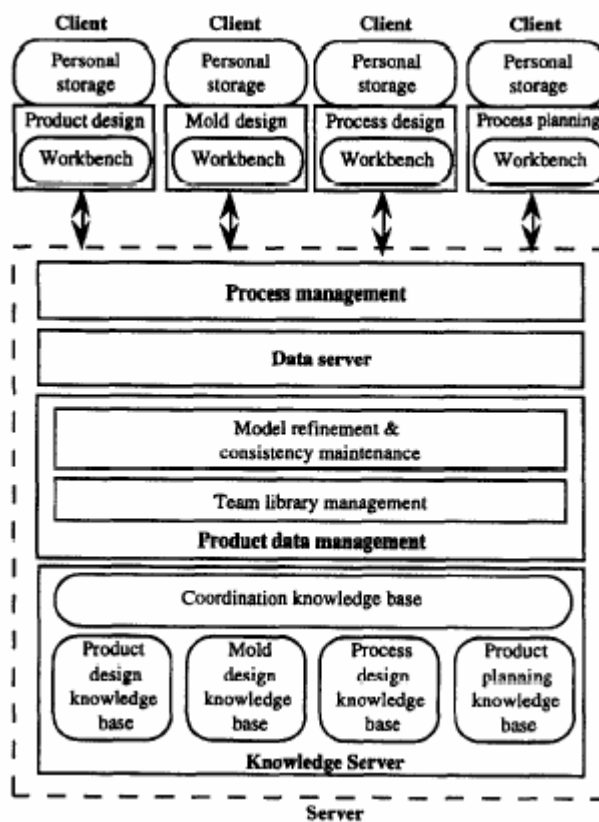 Client Client Client Client
Personal storage Personal storage Personal storage Personal storage
Product design Mold design Process design Process planning
Workbench Workbench Workbench Workbench
Process management
Data server
Model refinement &
consistency maintenance
Team library management
Product data management
Coordination knowledge base
Product design knowledge base
Mold design knowledge base
Process design knowledge base
Product planning knowledge base
Knowledge Server
Server